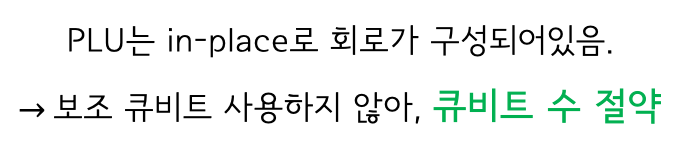 PLU는 in-place로 회로가 구성되어있음.
→ 보조 큐비트 사용하지 않아, 큐비트 수 절약